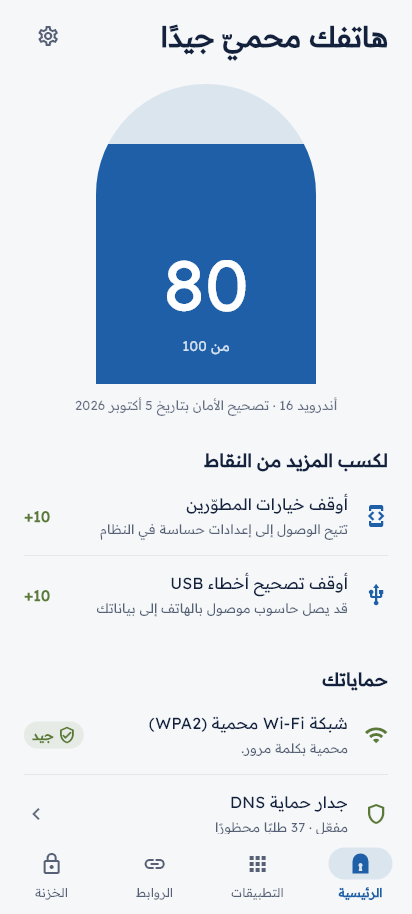 هاتفك محميّ جيدًا
80
من 100
أندرويد 16 · تصحيح الأمان بتاريخ 5 أكتوبر 2026
لكسب المزيد من النقاط
أوقف خيارات المطوّرين
تتيح الوصول إلى إعدادات حساسة في النظام
+10
أوقف تصحيح أخطاء USB
قد يصل حاسوب موصول بالهاتف إلى بياناتك
+10
حماياتك
شبكة Wi-Fi محمية (WPA2)
محمية بكلمة مرور.
جيد
جدار حماية DNS
مفعّل · 37 طلبًا محظورًا
الرئيسية
التطبيقات
الروابط
الخزنة